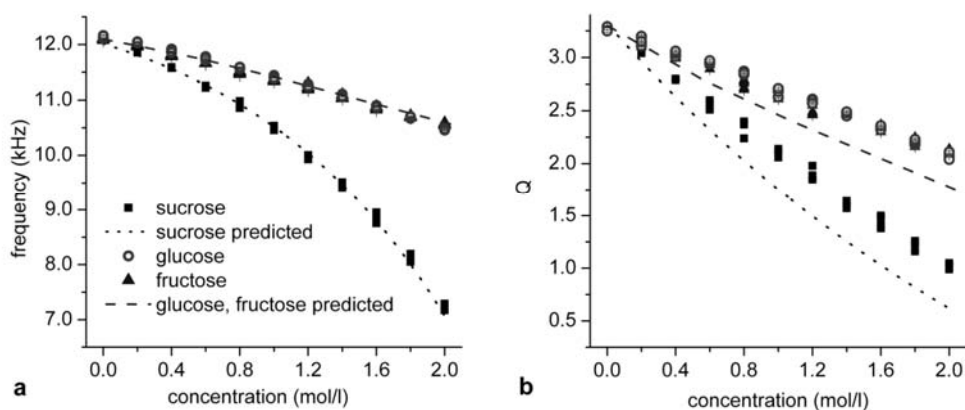 12.0
11.0
10.0
9.0
8.0
7.0
frequency (kHz)
sucrose
sucrose predicted
glucose
fructose
glucose, fructose predicted
0.0 0.4 0.8 1.2 1.6 2.0
concentration (mol/l)
a
3.0
2.5
2.0
1.5
1.0
0.5
Q
0.0 0.4 0.8 1.2 1.6 2.0
concentration (mol/l)
b